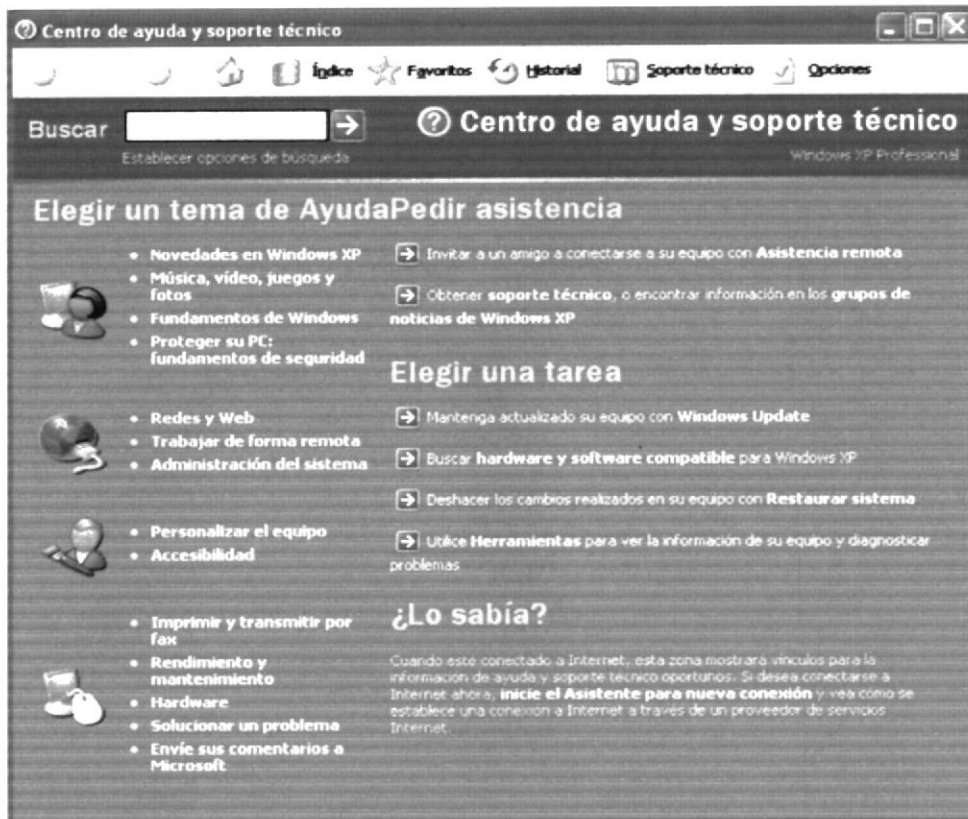 Centro de ayuda y soporte técnico
Índice Favoritos Historial Soporte técnico Opciones
Buscar
Centro de ayuda y soporte técnico
Establecer opciones de búsqueda
Windows XP Professional
Elegir un tema de Ayuda
Novedades en Windows XP
Música, vídeo, juegos y
fotos
Fundamentos de Windows
Proteger su PC:
fundamentos de seguridad
Redes y Web
Trabajar de forma remota
Administración del sistema
Personalizar el equipo
Accesibilidad
Imprimir y transmitir por
fax
Rendimiento y
mantenimiento
Hardware
Solucionar un problema
Envíe sus comentarios a
Microsoft
Pedir asistencia
Invitar a un amigo a conectarse a su equipo con Asistencia remota
Obtener soporte técnico, o encontrar información en los grupos de
noticias de Windows XP
Elegir una tarea
Mantenga actualizado su equipo con Windows Update
Buscar hardware y software compatible para Windows XP
Deshacer los cambios realizados en su equipo con Restaurar sistema
Utilice Herramientas para ver la información de su equipo y diagnosticar
problemas
¿Lo sabía?
Cuando esté conectado a Internet, esta zona mostrará vínculos para la
información de ayuda y soporte técnico oportunos. Si desea conectarse a
Internet ahora, inicie el Asistente para nueva conexión y vea cómo se
establece una conexión a Internet a través de un proveedor de servicios
Internet.